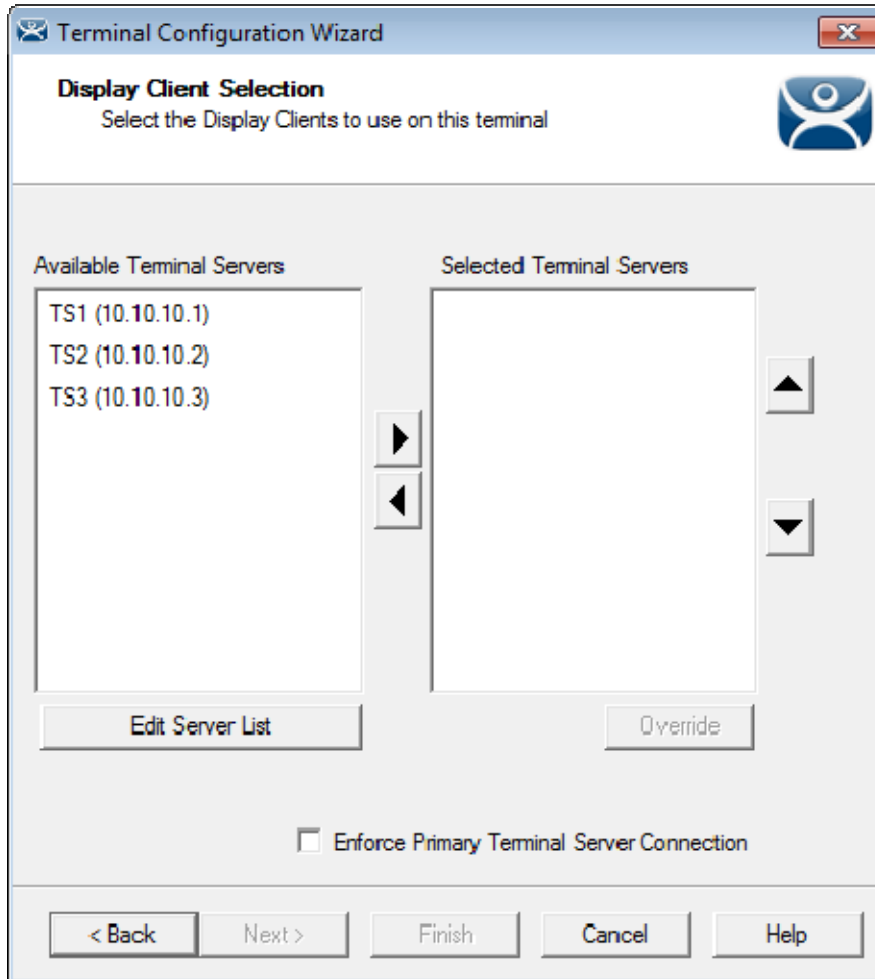 Terminal Configuration Wizard
Display Client Selection
Select the Display Clients to use on this terminal
Available Terminal Servers
Selected Terminal Servers
TS1 (10.10.10.1)
TS2 (10.10.10.2)
TS3 (10.10.10.3)
Edit Server List
Override
Enforce Primary Terminal Server Connection
< Back
Next >
Finish
Cancel
Help